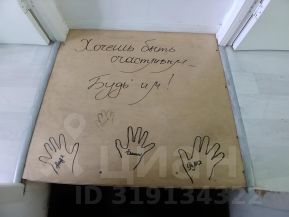 Хочешь быть
счастливым –
Будь им!
ЦИАН
ID 319134322